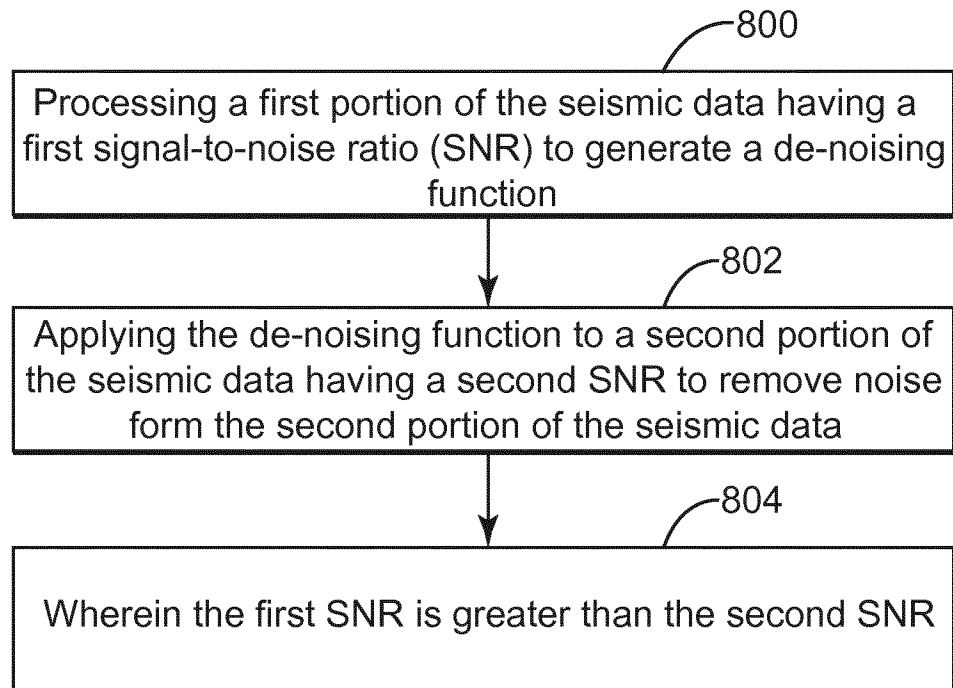 800
Processing a first portion of the seismic data having a
first signal-to-noise ratio (SNR) to generate a de-noising
function
802
Applying the de-noising function to a second portion of
the seismic data having a second SNR to remove noise
form the second portion of the seismic data
804
Wherein the first SNR is greater than the second SNR